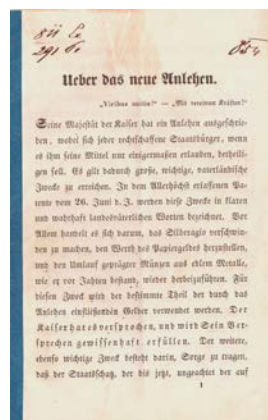 811 Ex
291 Fr.
854
Ueber das neue Anlehen.
„Viribus unitis!“ — „Mit vereinten Kräften!“
Seine Majestät der Kaiser hat ein Anlehen ausgeschrie-
ben, wobei sich jeder rechtschaffene Staatsbürger, wenn
es ihm seine Mittel nur einigermaßen erlauben, betheili-
gen soll. Es gilt dadurch große, wichtige, vaterländische
Zwecke zu erreichen. In dem Allerhöchst erlassenen Pa-
tente vom 26. Juni d. J. werden diese Zwecke in klaren
und wahrhaft landesväterlichen Worten bezeichnet. Vor
Allem handelt es sich darum, das Silberagio verschwin-
den zu machen, den Werth des Papiergeldes herzustellen,
und den Umlauf geprägter Münzen aus edlem Metalle,
wie er vor Jahren bestand, wieder herbeizuführen. Für
diesen Zweck wird der bestimmte Theil der durch das
Anlehen einfließenden Gelder verwendet werden. Der
Kaiser hat es versprochen, und wird Sein Ver-
sprechen gewissenhaft erfüllen. Der weitere,
ebenso wichtige Zweck besteht darin, Sorge zu tragen,
daß der Staatsschatz, der bis jetzt, ungeachtet der auf
1